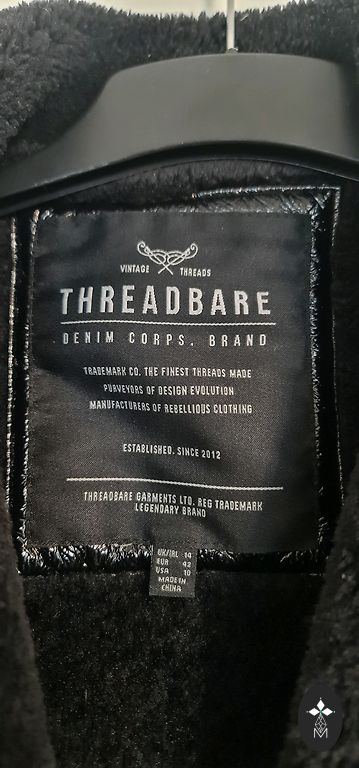 VINTAGE THREADS
THREADBARE
DENIM CORPS. BRAND
TRADEMARK CO. THE FINEST THREADS MADE
PURVEYORS OF DESIGN EVOLUTION
MANUFACTURERS OF REBELLIOUS CLOTHING
ESTABLISHED. SINCE 2012
THREADBARE GARMENTS LTD. REG TRADEMARK
LEGENDARY BRAND
UK/IRL 14
EUR 42
USA 10
MADE IN
CHINA
M